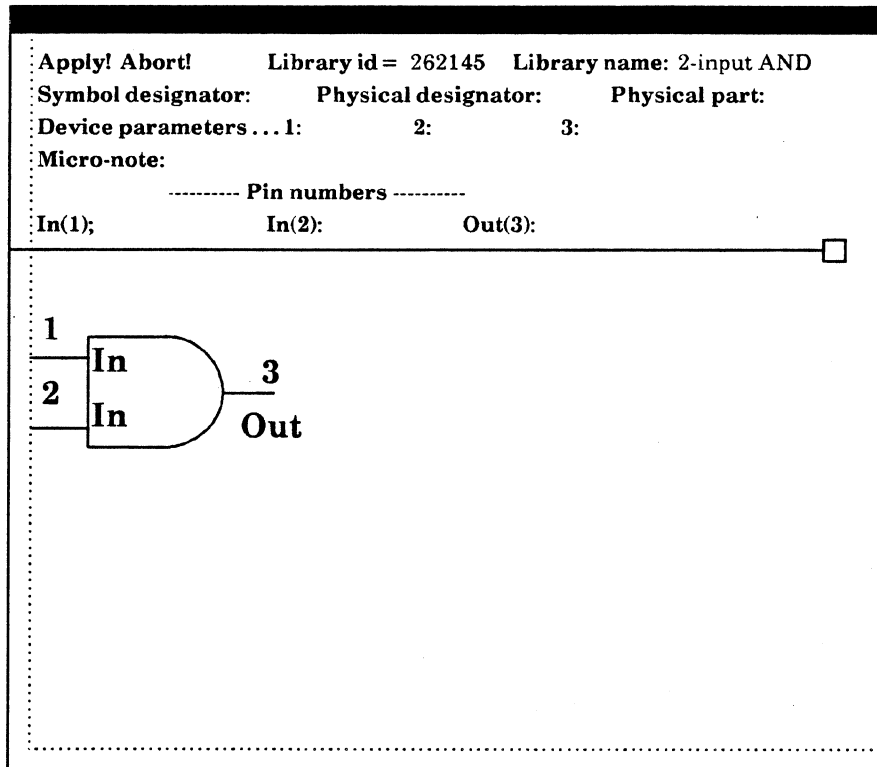 Apply! Abort! Library id = 262145 Library name: 2-input AND
Symbol designator: Physical designator: Physical part:
Device parameters ... 1: 2: 3:
Micro-note:
---------- Pin numbers ----------
In(1); In(2): Out(3):
1
In
3
2
In
Out